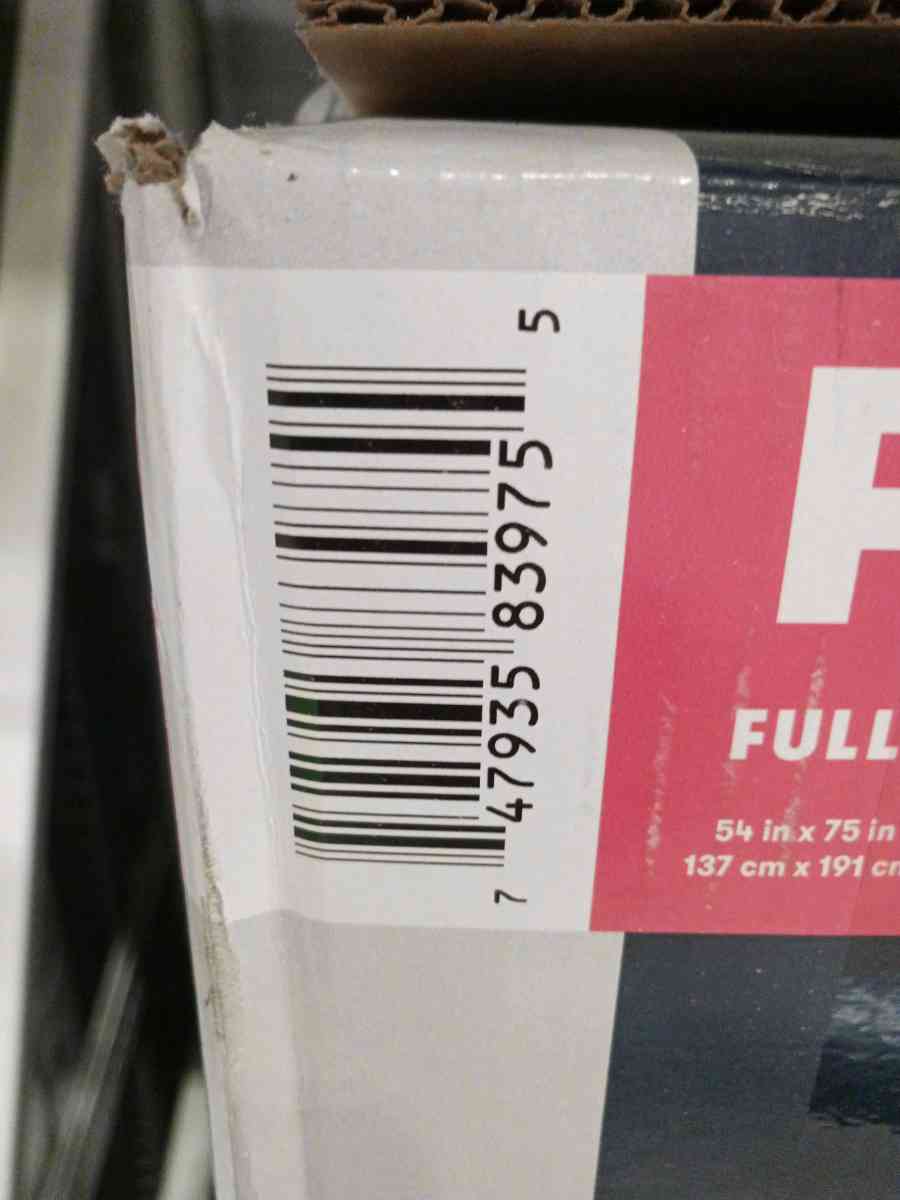 7 47935 83975 5
F
FULL
54 in x 75 in
137 cm x 191 cm